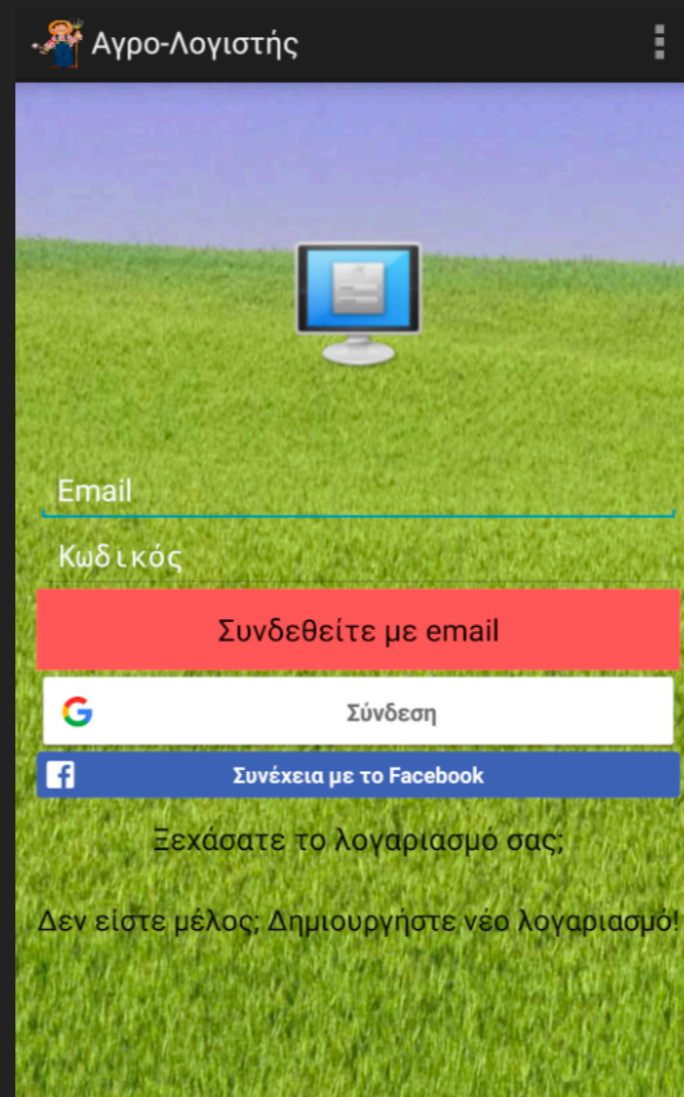 Αγρο-Λογιστής
Email
Κωδικός
Συνδεθείτε με email
Σύνδεση
Συνέχεια με το Facebook
Ξεχάσατε το λογαριασμό σας;
Δεν είστε μέλος; Δημιουργήστε νέο λογαριασμό!